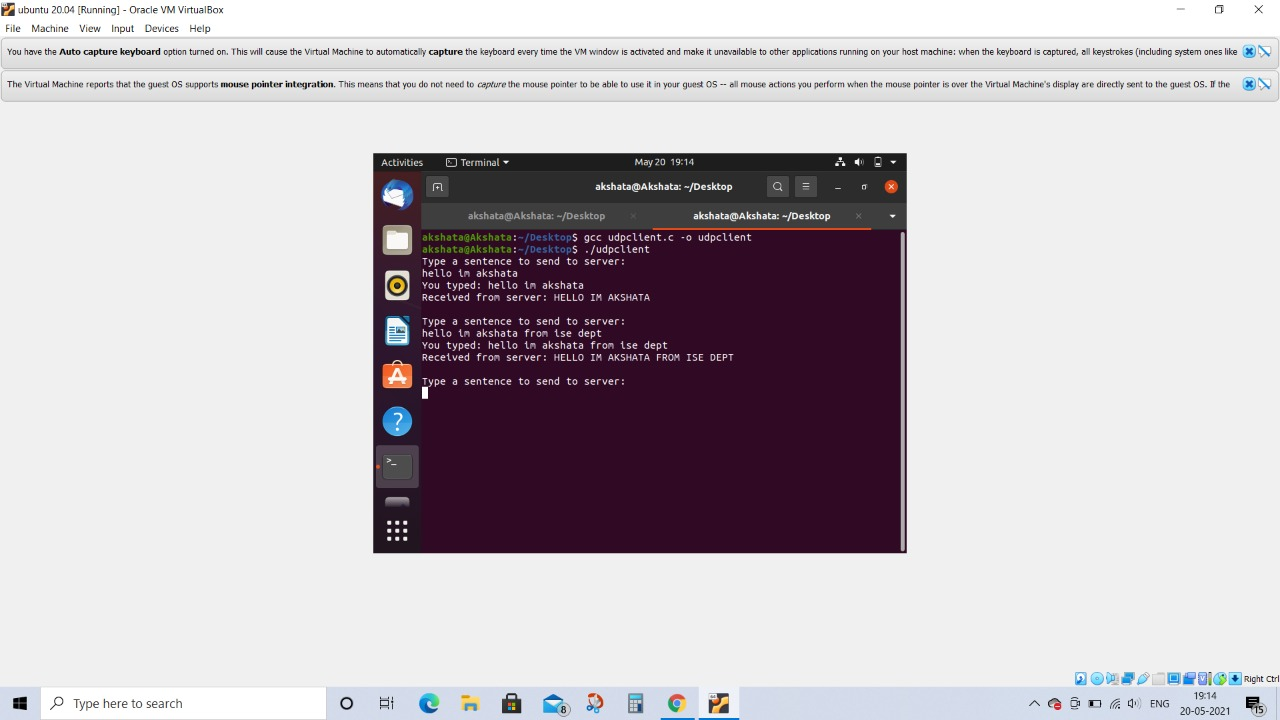 ubuntu 20.04 [Running] - Oracle VM VirtualBox
File Machine View Input Devices Help
You have the Auto capture keyboard option turned on. This will cause the Virtual Machine to automatically capture the keyboard every time the VM window is activated and make it unavailable to other applications running on your host machine: when the keyboard is captured, all keystrokes (including system ones like
The Virtual Machine reports that the guest OS supports mouse pointer integration. This means that you do not need to capture the mouse pointer to be able to use it in your guest OS -- all mouse actions you perform when the mouse pointer is over the Virtual Machine's display are directly sent to the guest OS. If the
Activities Terminal May 20 19:14
akshata@Akshata: ~/Desktop
akshata@Akshata: ~/Desktop akshata@Akshata: ~/Desktop
akshata@Akshata:~/Desktop$ gcc udpclient.c -o udpclient
akshata@Akshata:~/Desktop$ ./udpclient
Type a sentence to send to server:
hello im akshata
You typed: hello im akshata
Received from server: HELLO IM AKSHATA
Type a sentence to send to server:
hello im akshata from ise dept
You typed: hello im akshata from ise dept
Received from server: HELLO IM AKSHATA FROM ISE DEPT
Type a sentence to send to server:
Right Ctrl
Type here to search
8
ENG
19:14
20-05-2021
15